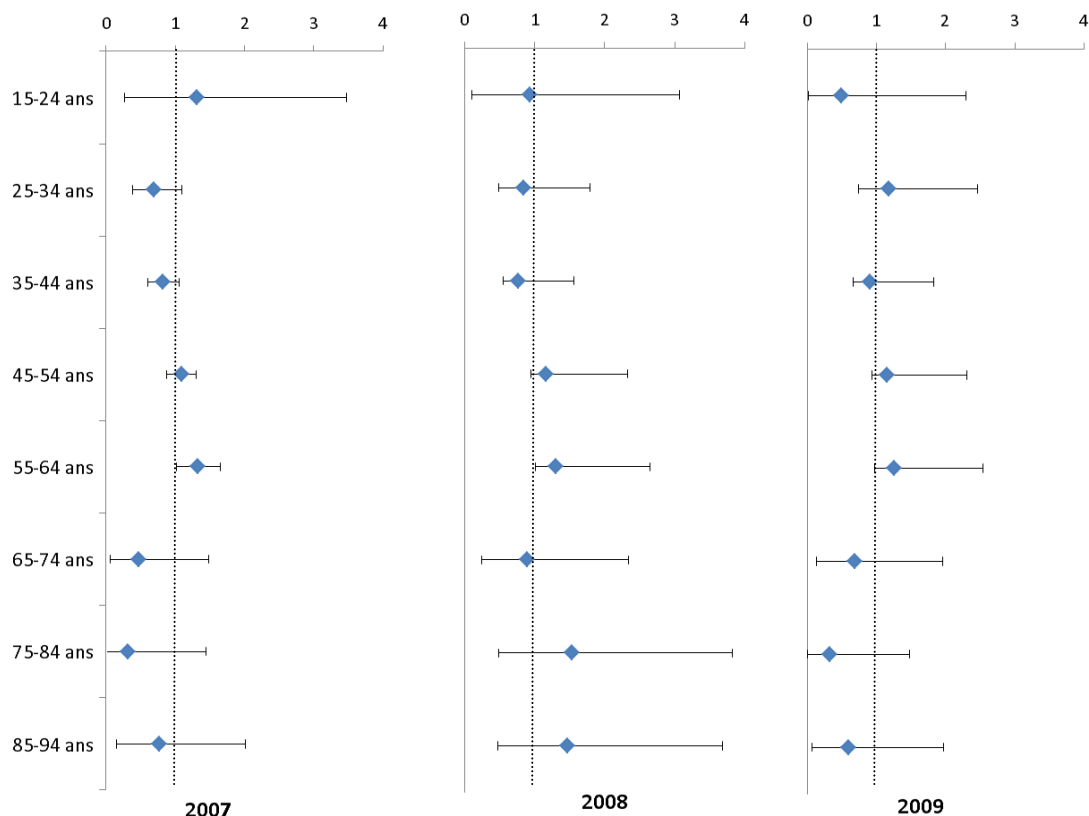 0 1 2 3 4
0 1 2 3 4
0 1 2 3 4
15-24 ans
25-34 ans
35-44 ans
45-54 ans
55-64 ans
65-74 ans
75-84 ans
85-94 ans
2007
2008
2009